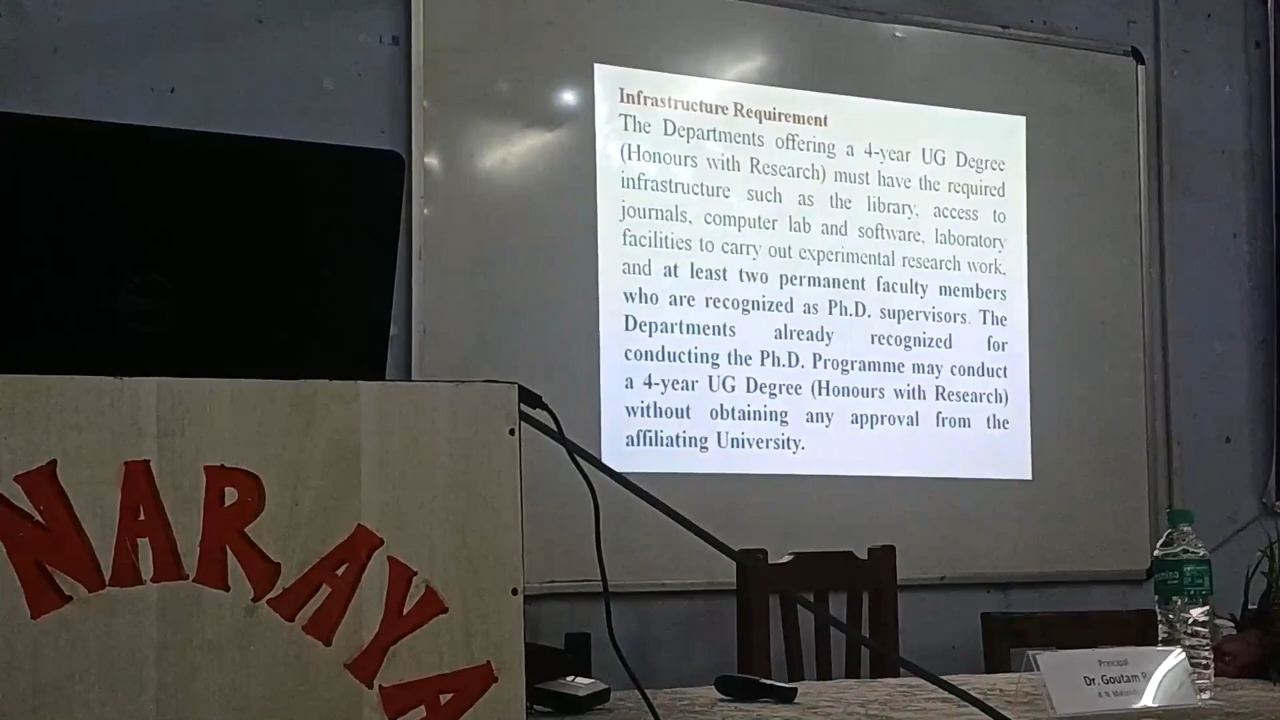 Infrastructure Requirement
The Departments offering a 4-year UG Degree
(Honours with Research) must have the required
infrastructure such as the library, access to
journals, computer lab and software, laboratory
facilities to carry out experimental research work,
and at least two permanent faculty members
who are recognized as Ph.D. supervisors. The
Departments already recognized for
conducting the Ph.D. Programme may conduct
a 4-year UG Degree (Honours with Research)
without obtaining any approval from the
affiliating University.
NARAYA
Principal
Dr. Goutam